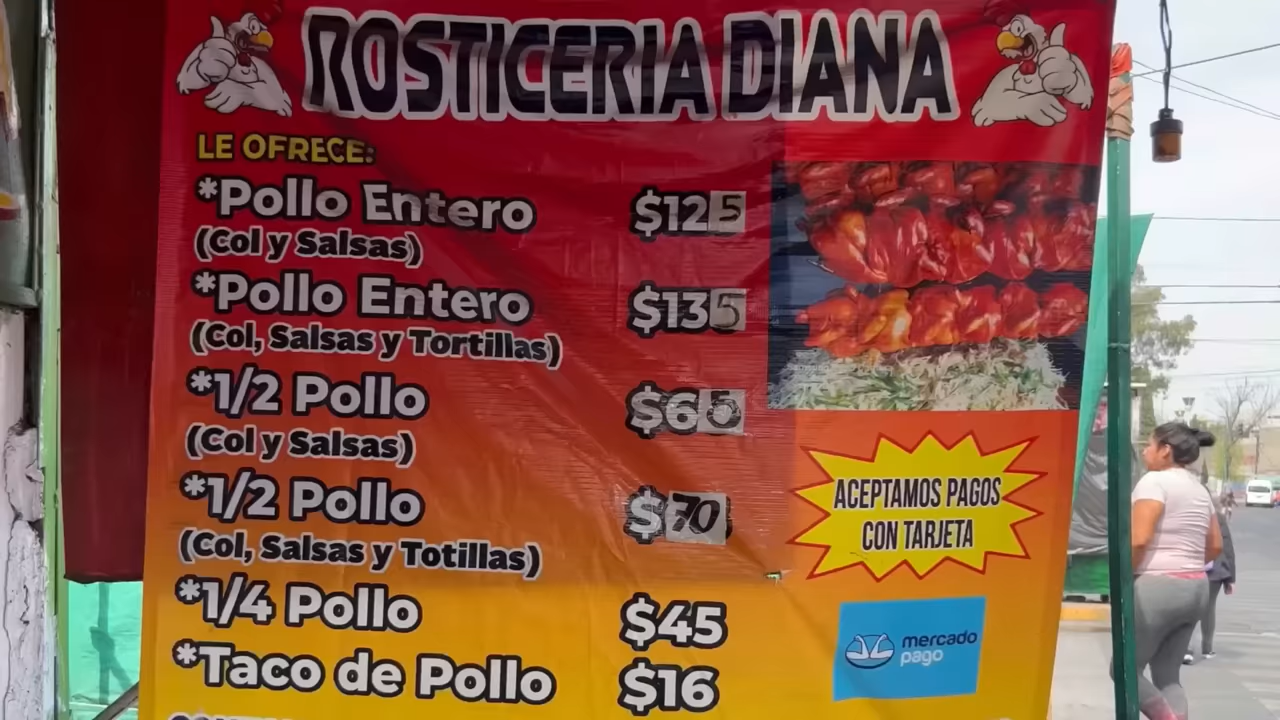 ROSTICERIA DIANA
LE OFRECE:
*Pollo Entero $125
(Col y Salsas)
*Pollo Entero $135
(Col, Salsas y Tortillas)
*1/2 Pollo $65
(Col y Salsas)
*1/2 Pollo $70
(Col, Salsas y Totillas)
*1/4 Pollo $45
*Taco de Pollo $16
ACEPTAMOS PAGOS
CON TARJETA
mercado
pago